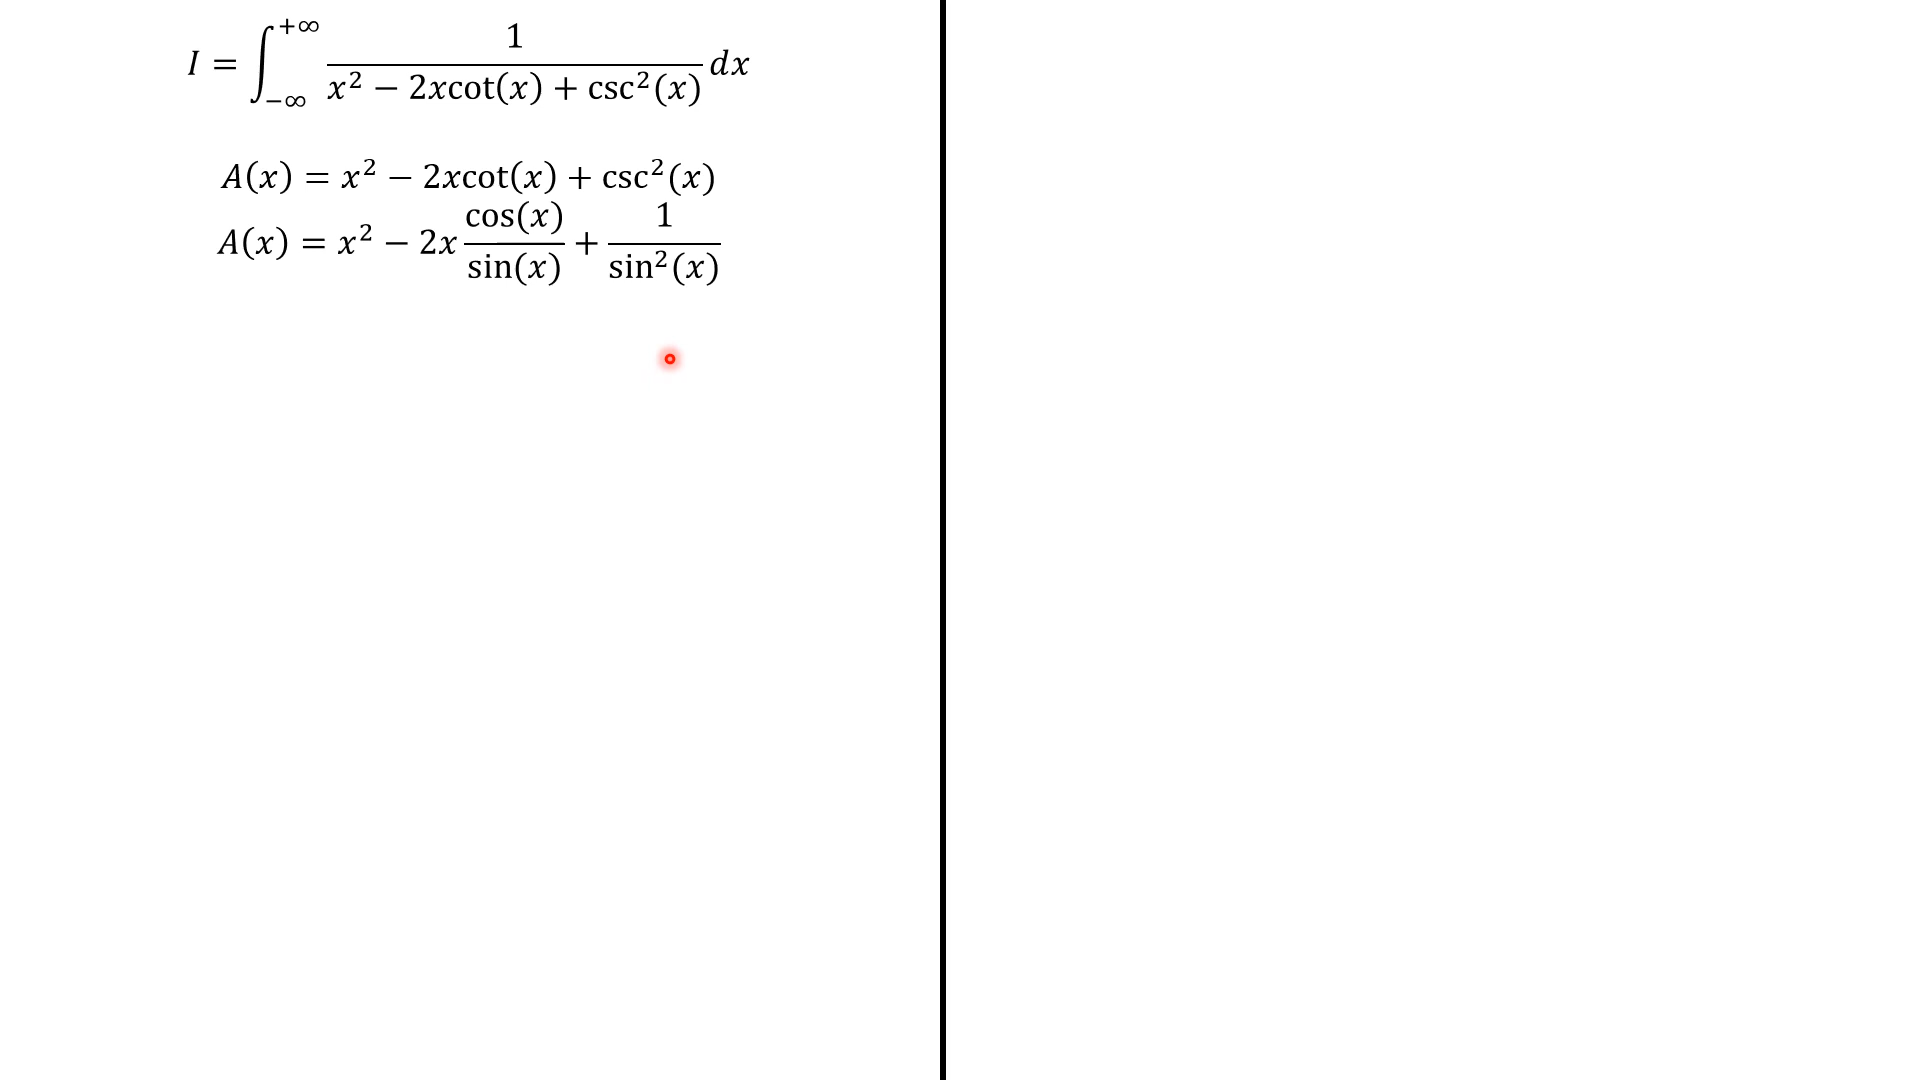 I = ∫_{−∞}^{+∞} 1/(x² − 2xcot(x) + csc²(x)) dx
A(x) = x² − 2xcot(x) + csc²(x)
A(x) = x² − 2x cos(x)/sin(x) + 1/sin²(x)